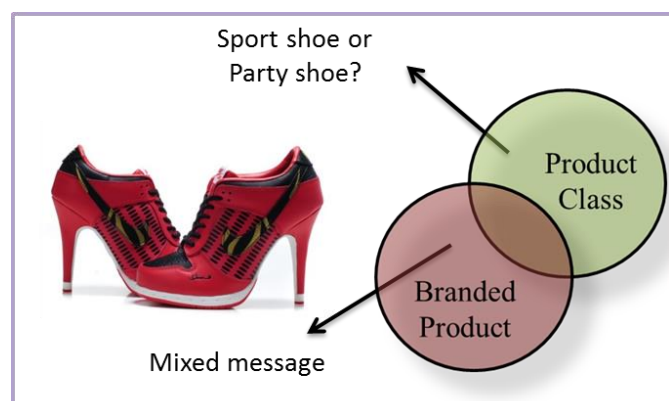 Sport shoe or
Party shoe?
Product
Class
Branded
Product
Mixed message